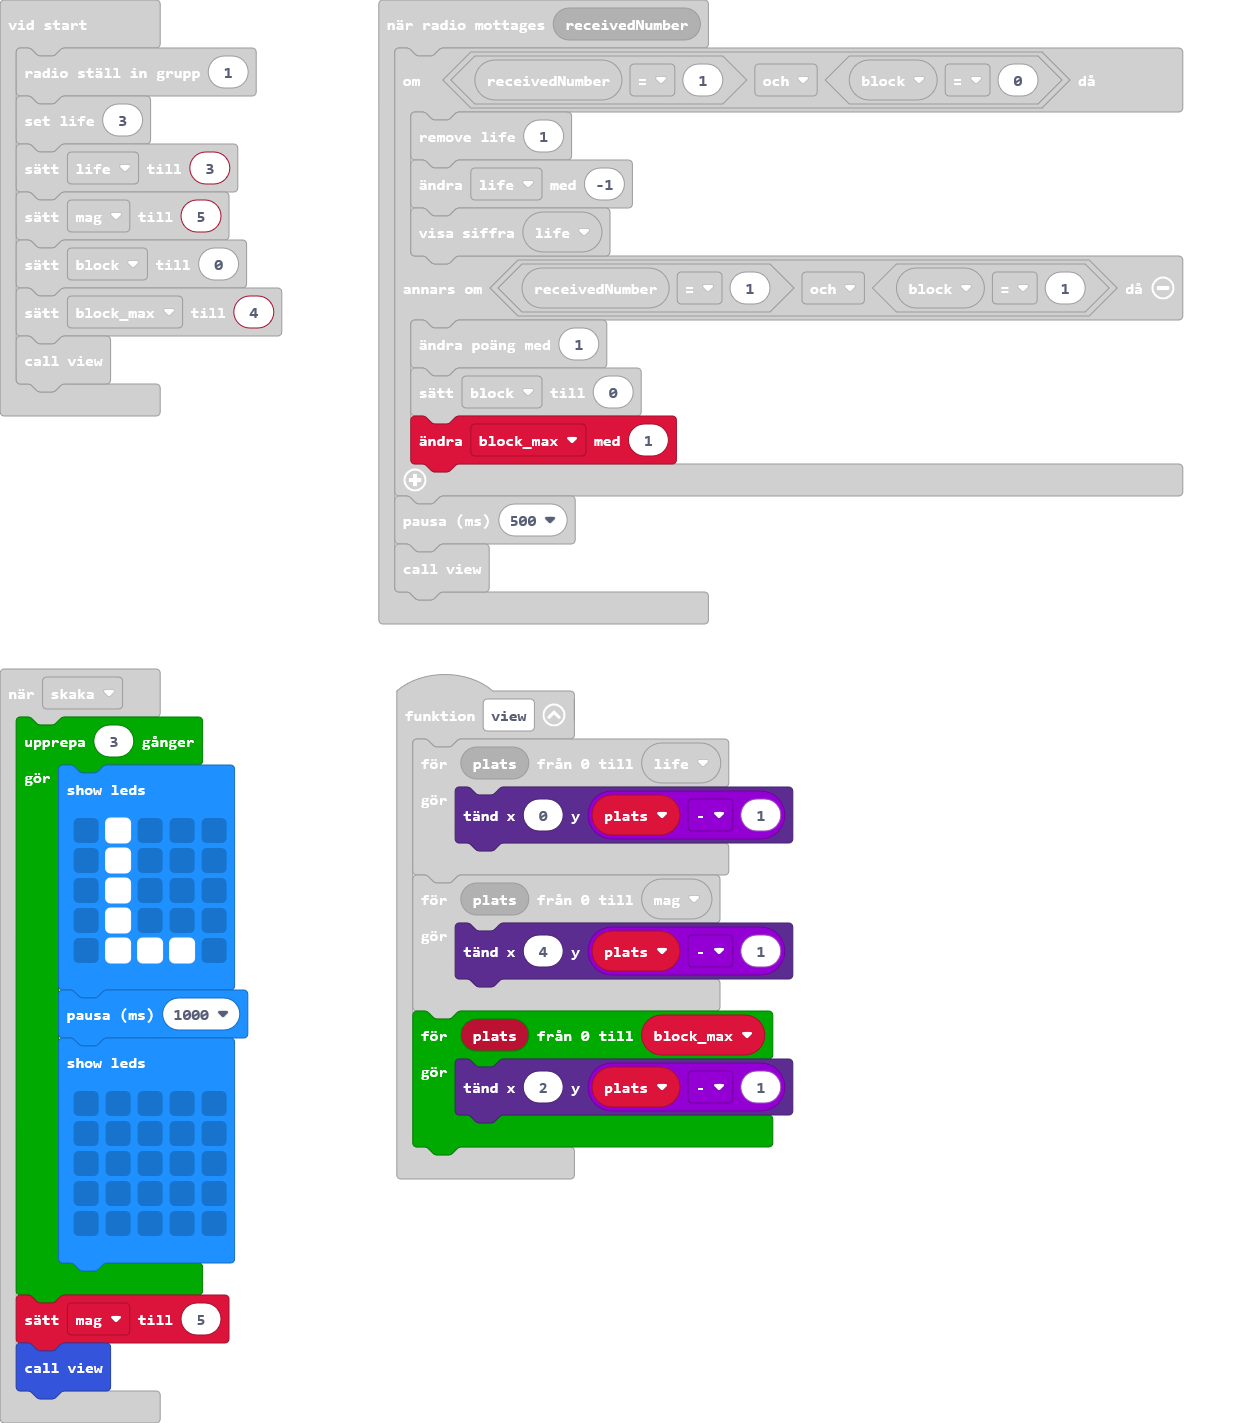 vid start
radio ställ in grupp 1
set life 3
sätt life till 3
sätt mag till 5
sätt block till 0
sätt block_max till 4
call view
när radio mottages receivedNumber
om receivedNumber = 1 och block = 0 då
remove life 1
ändra life med -1
visa siffra life
annars om receivedNumber = 1 och block = 1 då
ändra poäng med 1
sätt block till 0
ändra block_max med 1
pausa (ms) 500
call view
när skaka
upprepa 3 gånger
gör
show leds
pausa (ms) 1000
show leds
sätt mag till 5
call view
funktion view
för plats från 0 till life
gör tänd x 0 y plats - 1
för plats från 0 till mag
gör tänd x 4 y plats - 1
för plats från 0 till block_max
gör tänd x 2 y plats - 1